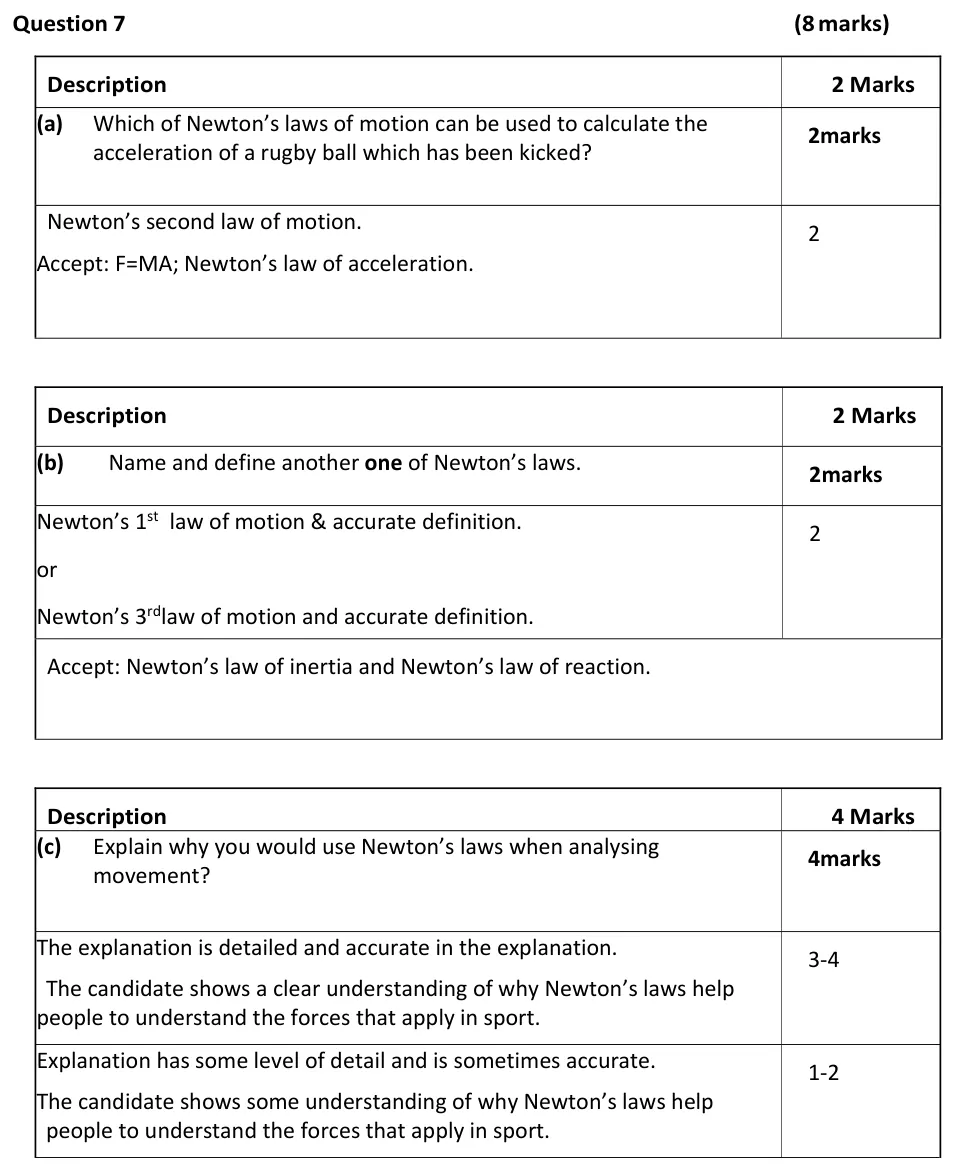 Question 7 (8 marks)
Description 2 Marks
(a) Which of Newton’s laws of motion can be used to calculate the 2marks
acceleration of a rugby ball which has been kicked?
Newton’s second law of motion. 2
Accept: F=MA; Newton’s law of acceleration.
Description 2 Marks
(b) Name and define another one of Newton’s laws. 2marks
Newton’s 1st law of motion & accurate definition. 2
or
Newton’s 3rdlaw of motion and accurate definition.
Accept: Newton’s law of inertia and Newton’s law of reaction.
Description 4 Marks
(c) Explain why you would use Newton’s laws when analysing 4marks
movement?
The explanation is detailed and accurate in the explanation. 3-4
The candidate shows a clear understanding of why Newton’s laws help
people to understand the forces that apply in sport.
Explanation has some level of detail and is sometimes accurate. 1-2
The candidate shows some understanding of why Newton’s laws help
people to understand the forces that apply in sport.